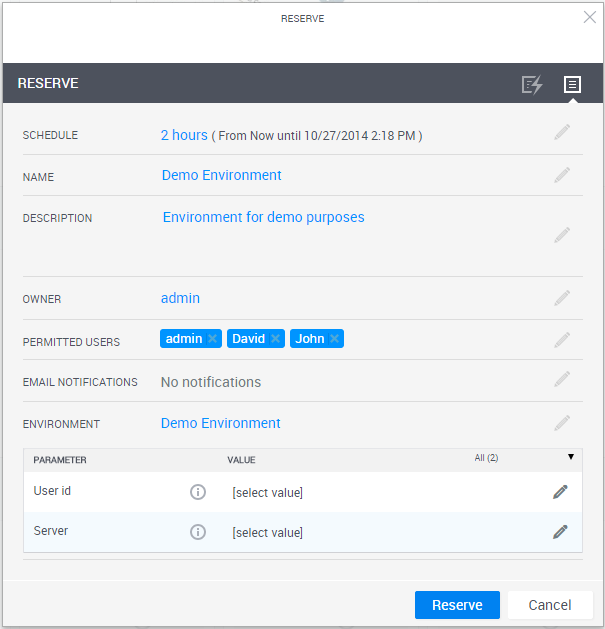 RESERVE
RESERVE
SCHEDULE 2 hours ( From Now until 10/27/2014 2:18 PM )
NAME Demo Environment
DESCRIPTION Environment for demo purposes
OWNER admin
PERMITTED USERS admin David John
EMAIL NOTIFICATIONS No notifications
ENVIRONMENT Demo Environment
PARAMETER VALUE All (2)
User id [select value]
Server [select value]
Reserve Cancel